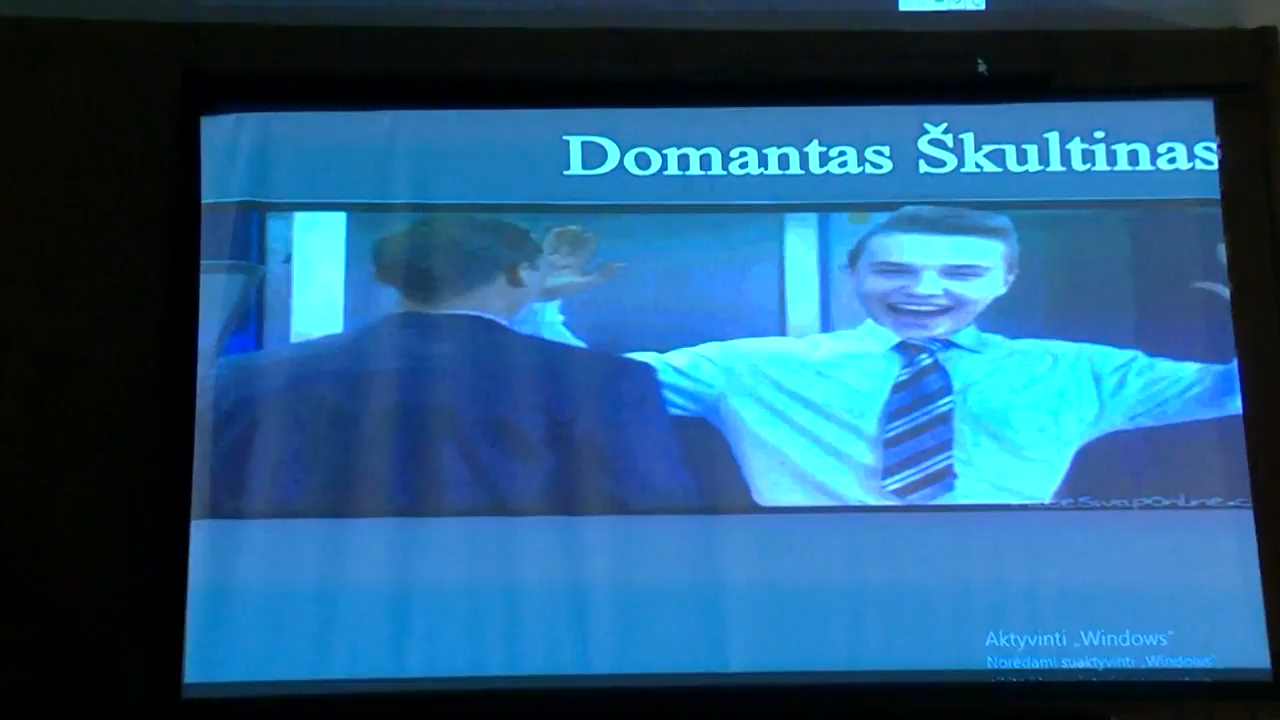 Domantas Škultinas
Aktyvinti „Windows“
Norėdami suaktyvinti „Windows“